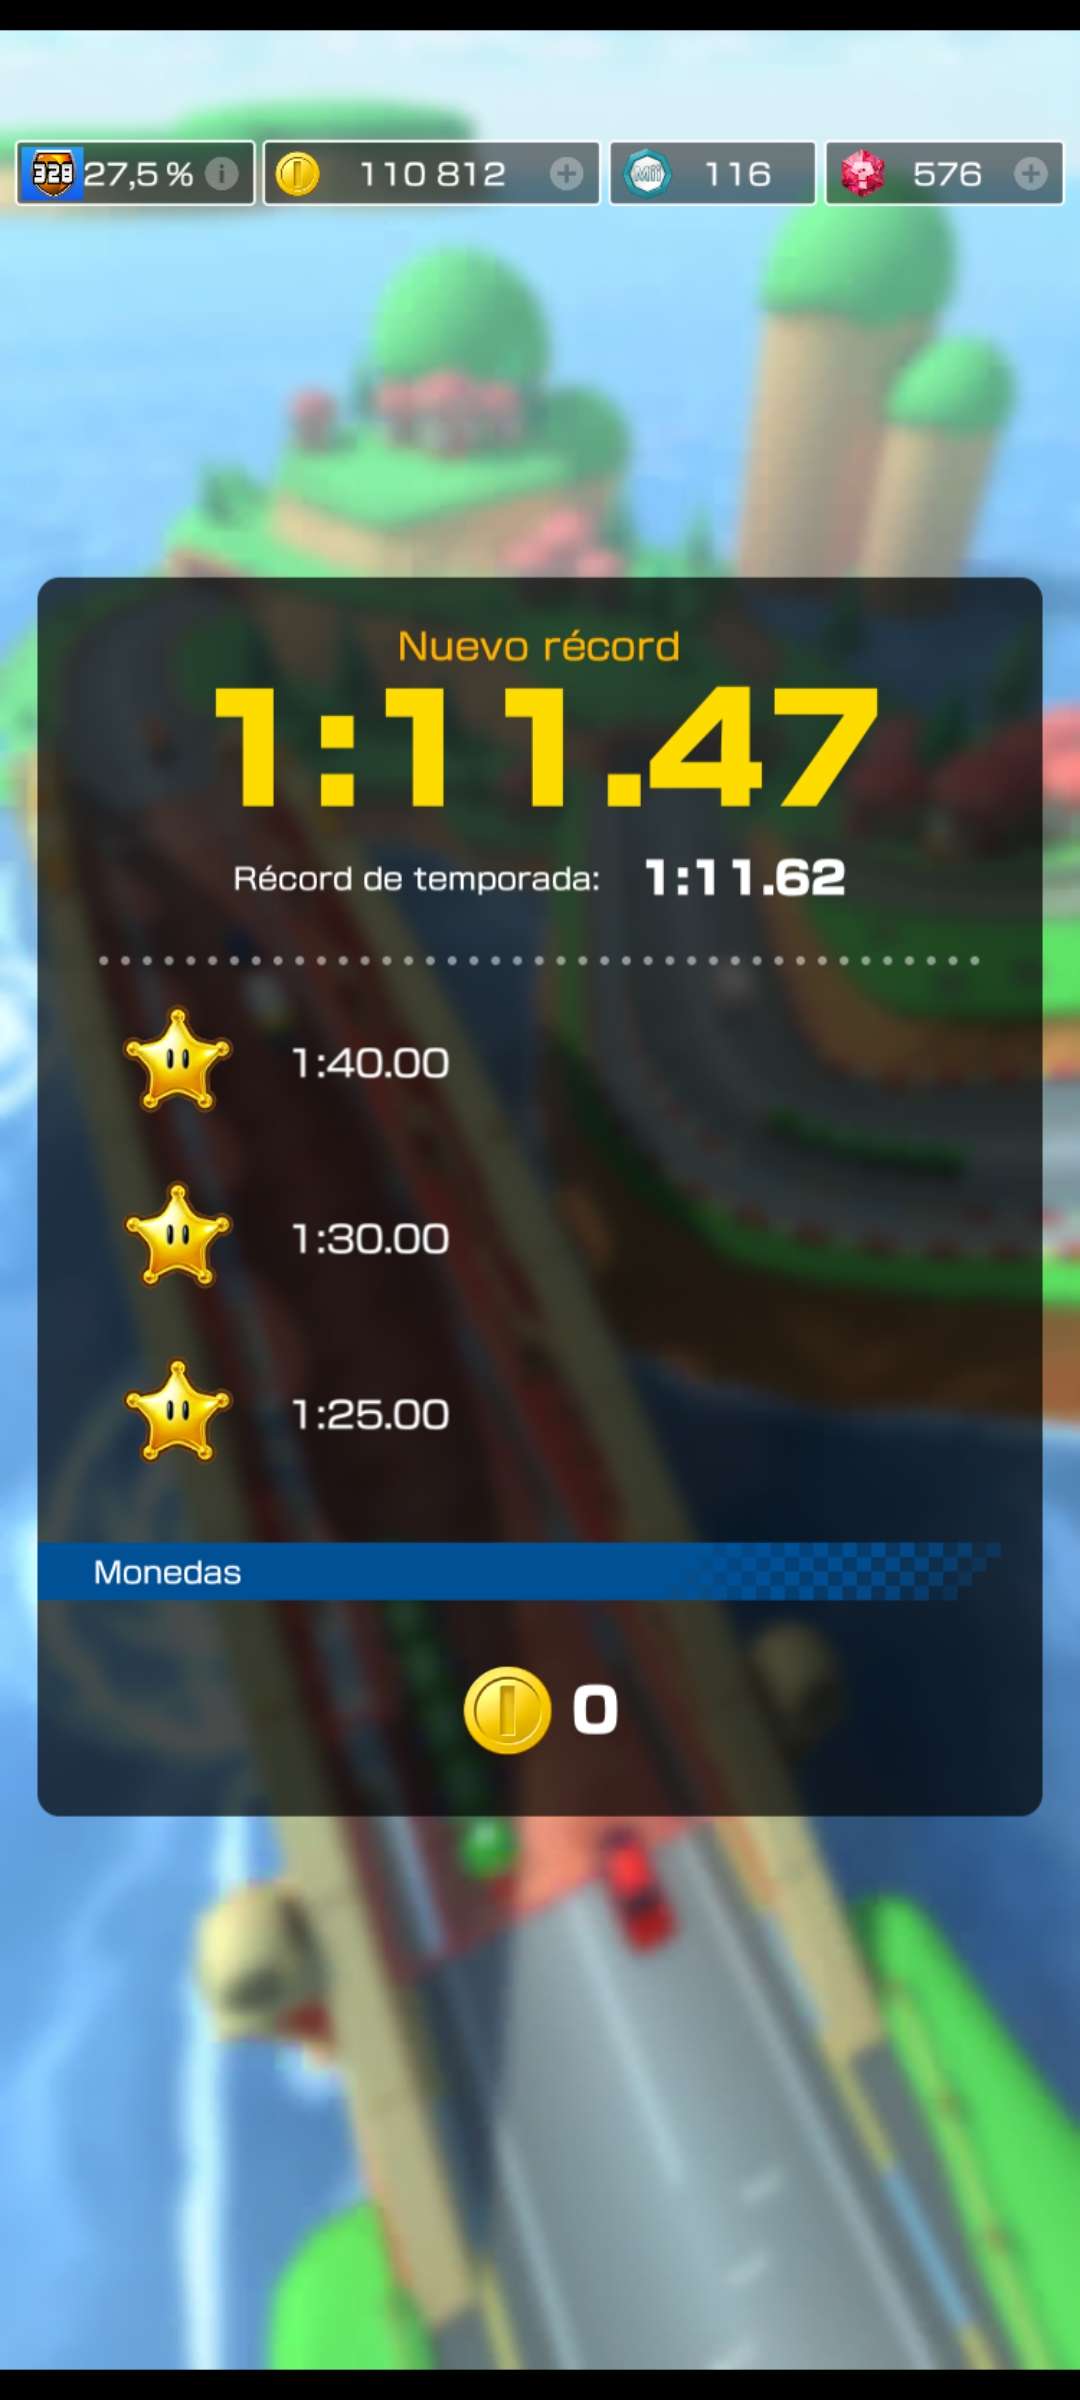 328 27,5 % i 110 812 + Mii 116 576 +
Nuevo récord
1:11.47
Récord de temporada: 1:11.62
1:40.00
1:30.00
1:25.00
Monedas
0